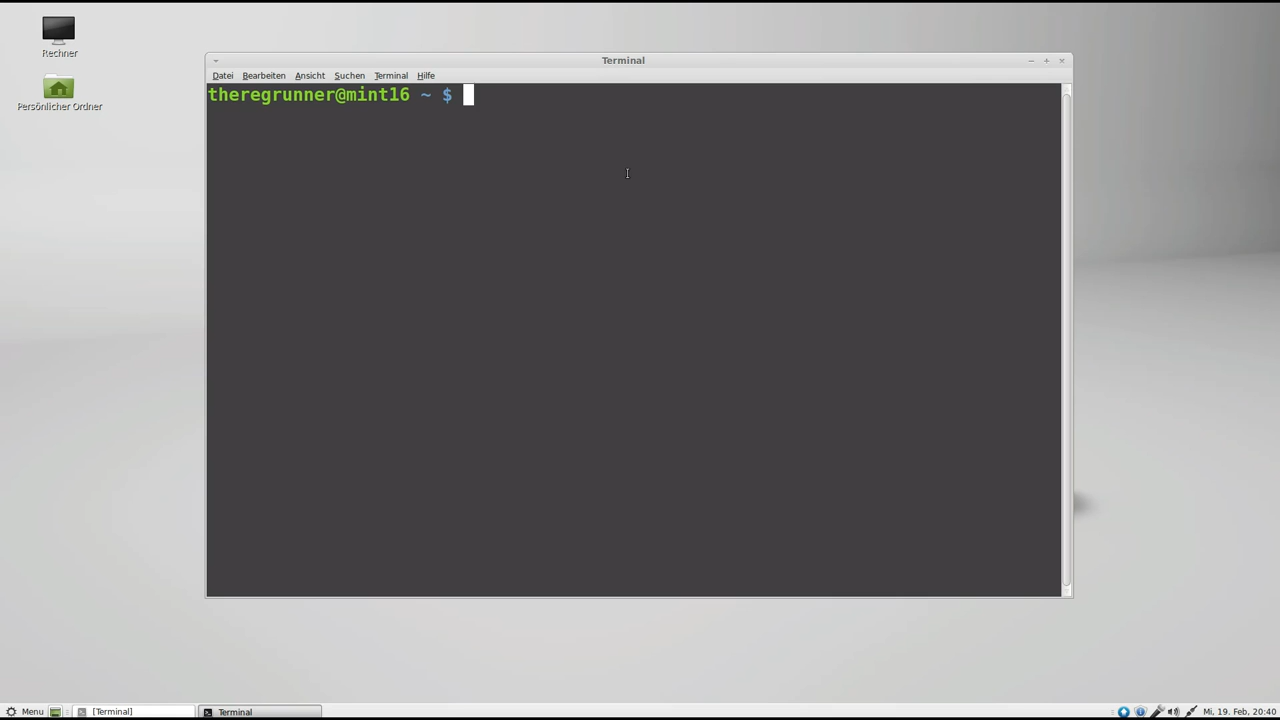 Rechner
Persönlicher Ordner
Terminal
Datei Bearbeiten Ansicht Suchen Terminal Hilfe
theregrunner@mint16 ~ $
Menu [Terminal] Terminal Mi, 19. Feb, 20:40